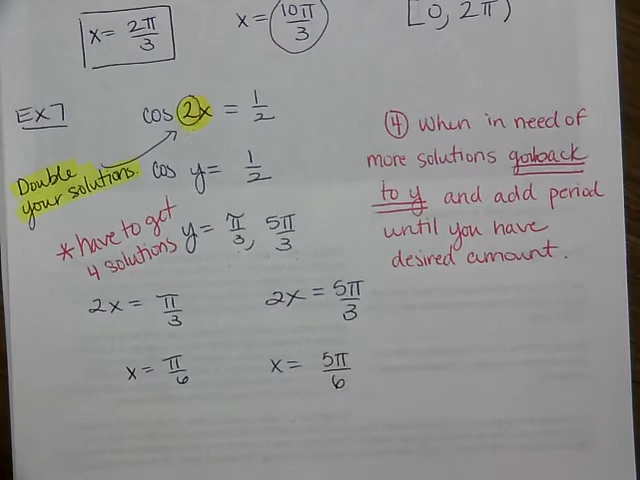 x = 2π/3
x = 10π/3
[0, 2π)
EX 7
cos 2x = 1/2
Double
your solutions.
cos y = 1/2
*have to get
4 solutions
y = π/3, 5π/3
2x = π/3
2x = 5π/3
x = π/6
x = 5π/6
④ When in need of
more solutions go back
to y and add period
until you have
desired amount.